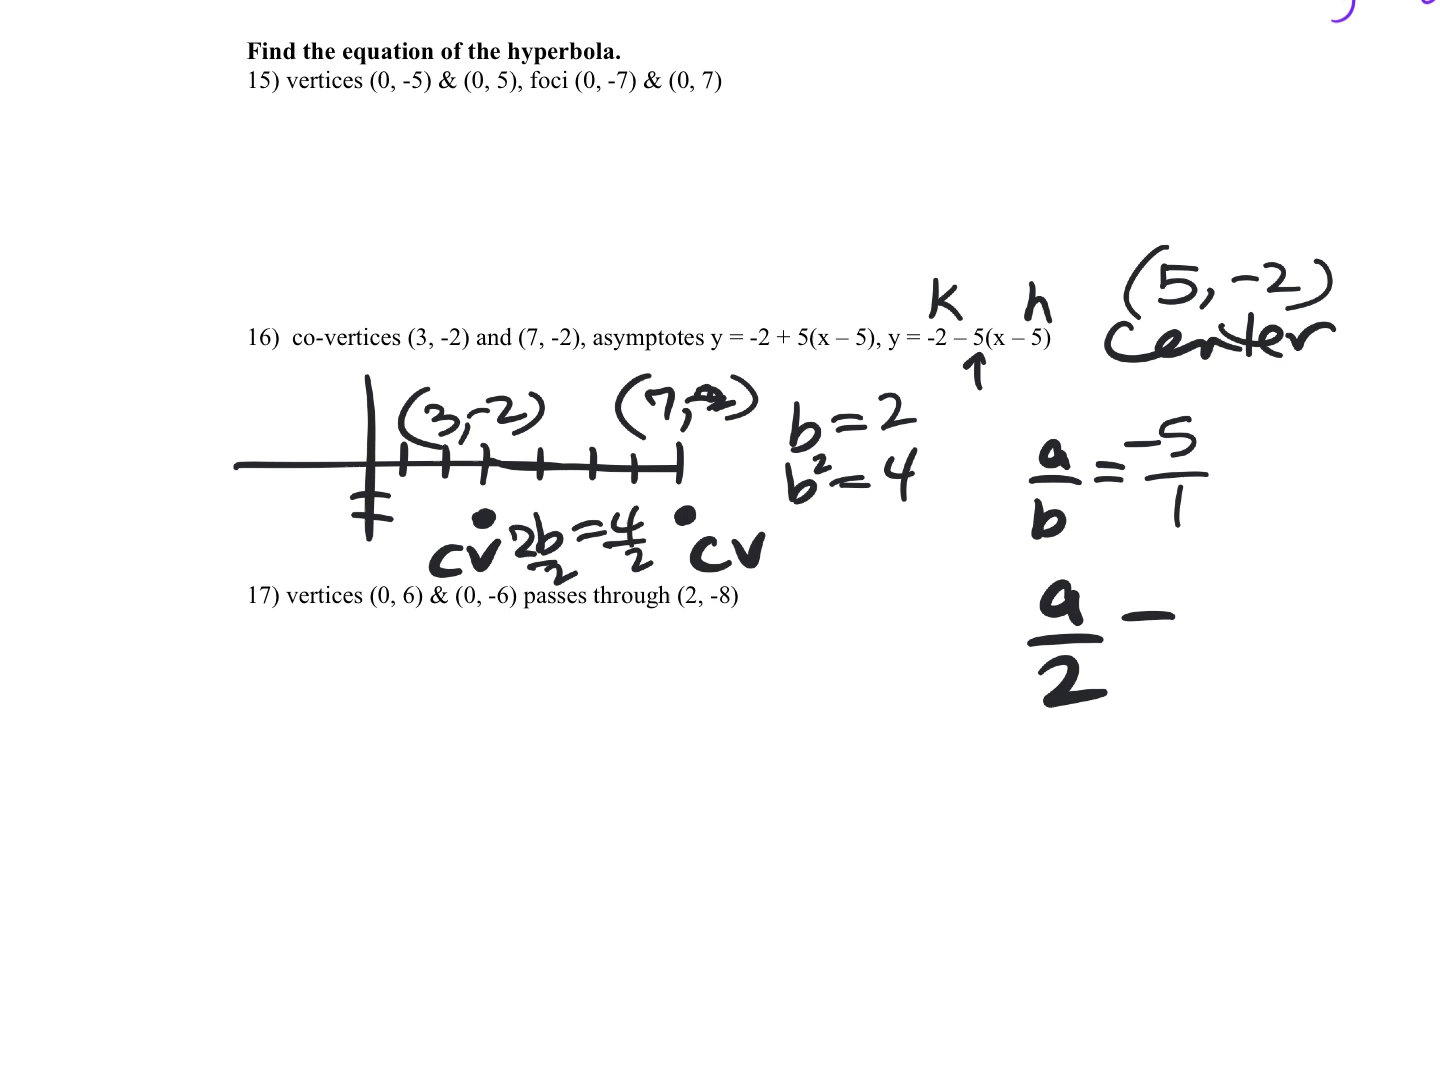 Find the equation of the hyperbola.
15) vertices (0, -5) & (0, 5), foci (0, -7) & (0, 7)
k h (5, -2)
16) co-vertices (3, -2) and (7, -2), asymptotes y = -2 + 5(x – 5), y = -2 – 5(x – 5)
center
(3, -2) (7, -2)
b = 2
b² = 4
a/b = -5/1
cv 2b/2 = 4/2 cv
a/2 -
17) vertices (0, 6) & (0, -6) passes through (2, -8)